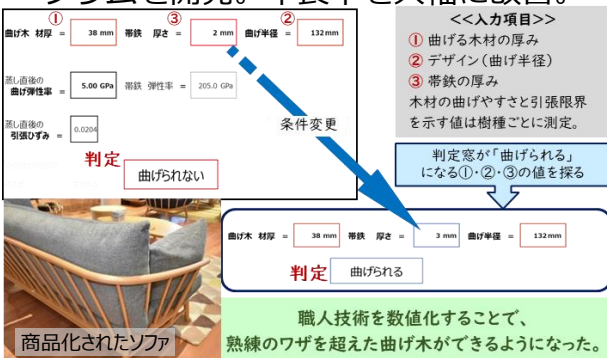 グラムを開発。不良率を大幅に改善。
① ③ ②
曲げ木 材厚 = 38 mm 帯鉄 厚さ = 2 mm 曲げ半径 = 132 mm
蒸し直後の
曲げ弾性率 = 5.00 GPa 帯鉄 弾性率 = 205.0 GPa
蒸し直後の
引張ひずみ = 0.0204
判定 曲げられない
条件変更
<<入力項目>>
① 曲げる木材の厚み
② デザイン(曲げ半径)
③ 帯鉄の厚み
木材の曲げやすさと引張限界
を示す値は樹種ごとに測定。
判定窓が「曲げられる」
になる①・②・③の値を探る
曲げ木 材厚 = 38 mm 帯鉄 厚さ = 3 mm 曲げ半径 = 132 mm
判定 曲げられる
商品化されたソファ
職人技術を数値化することで、
熟練のワザを超えた曲げ木ができるようになった。